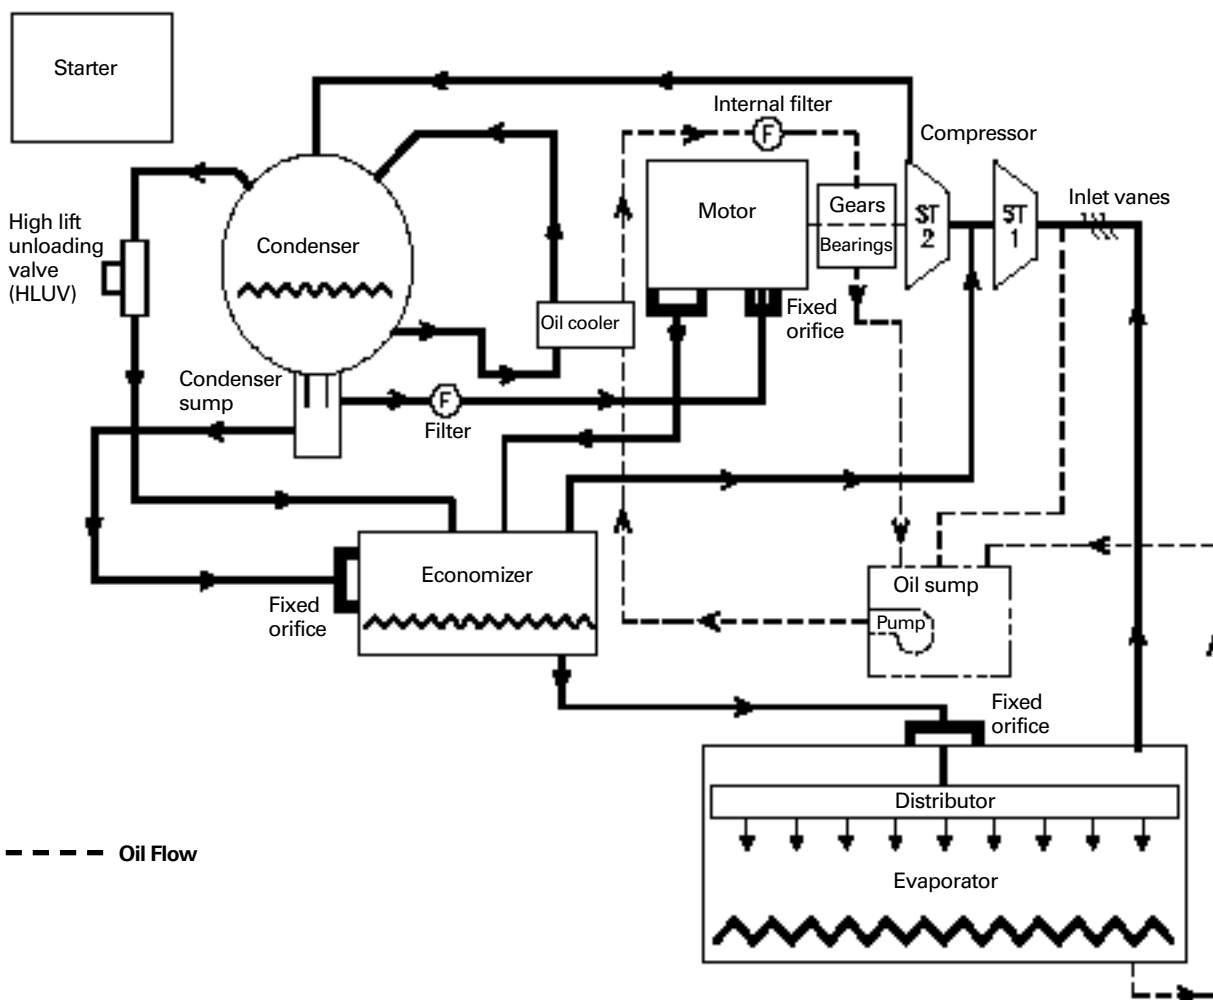 Starter
Internal filter
F
Compressor
Motor
Gears
Bearings
ST
2
ST
1
Inlet vanes
High lift
unloading
valve
(HLUV)
Condenser
Oil cooler
Fixed
orifice
Condenser
sump
F
Filter
Economizer
Fixed
orifice
Oil sump
Pump
Fixed
orifice
Distributor
Evaporator
Oil Flow